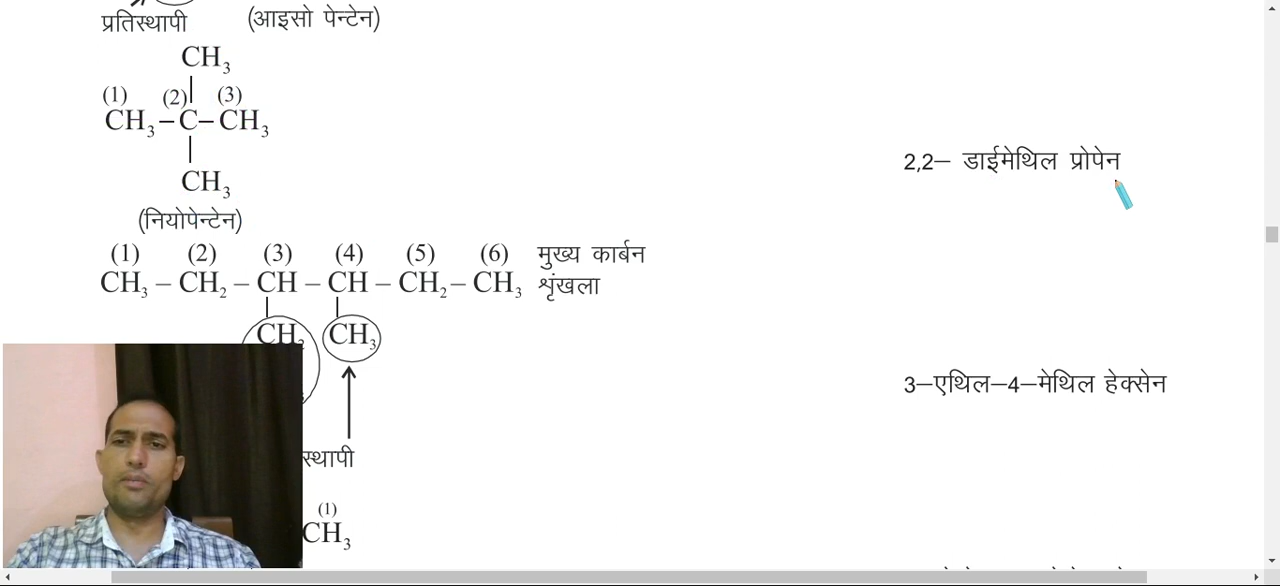 प्रतिस्थापी (आइसो पेन्टेन)
CH₃
(1) (2) (3)
CH₃–C–CH₃
CH₃
2,2– डाईमेथिल प्रोपेन
(नियोपेन्टेन)
(1) (2) (3) (4) (5) (6) मुख्य कार्बन
CH₃ – CH₂ – CH – CH – CH₂ – CH₃ शृंखला
CH₂ CH₃
3–एथिल–4–मेथिल हेक्सेन
स्थापी
(1)
CH₃